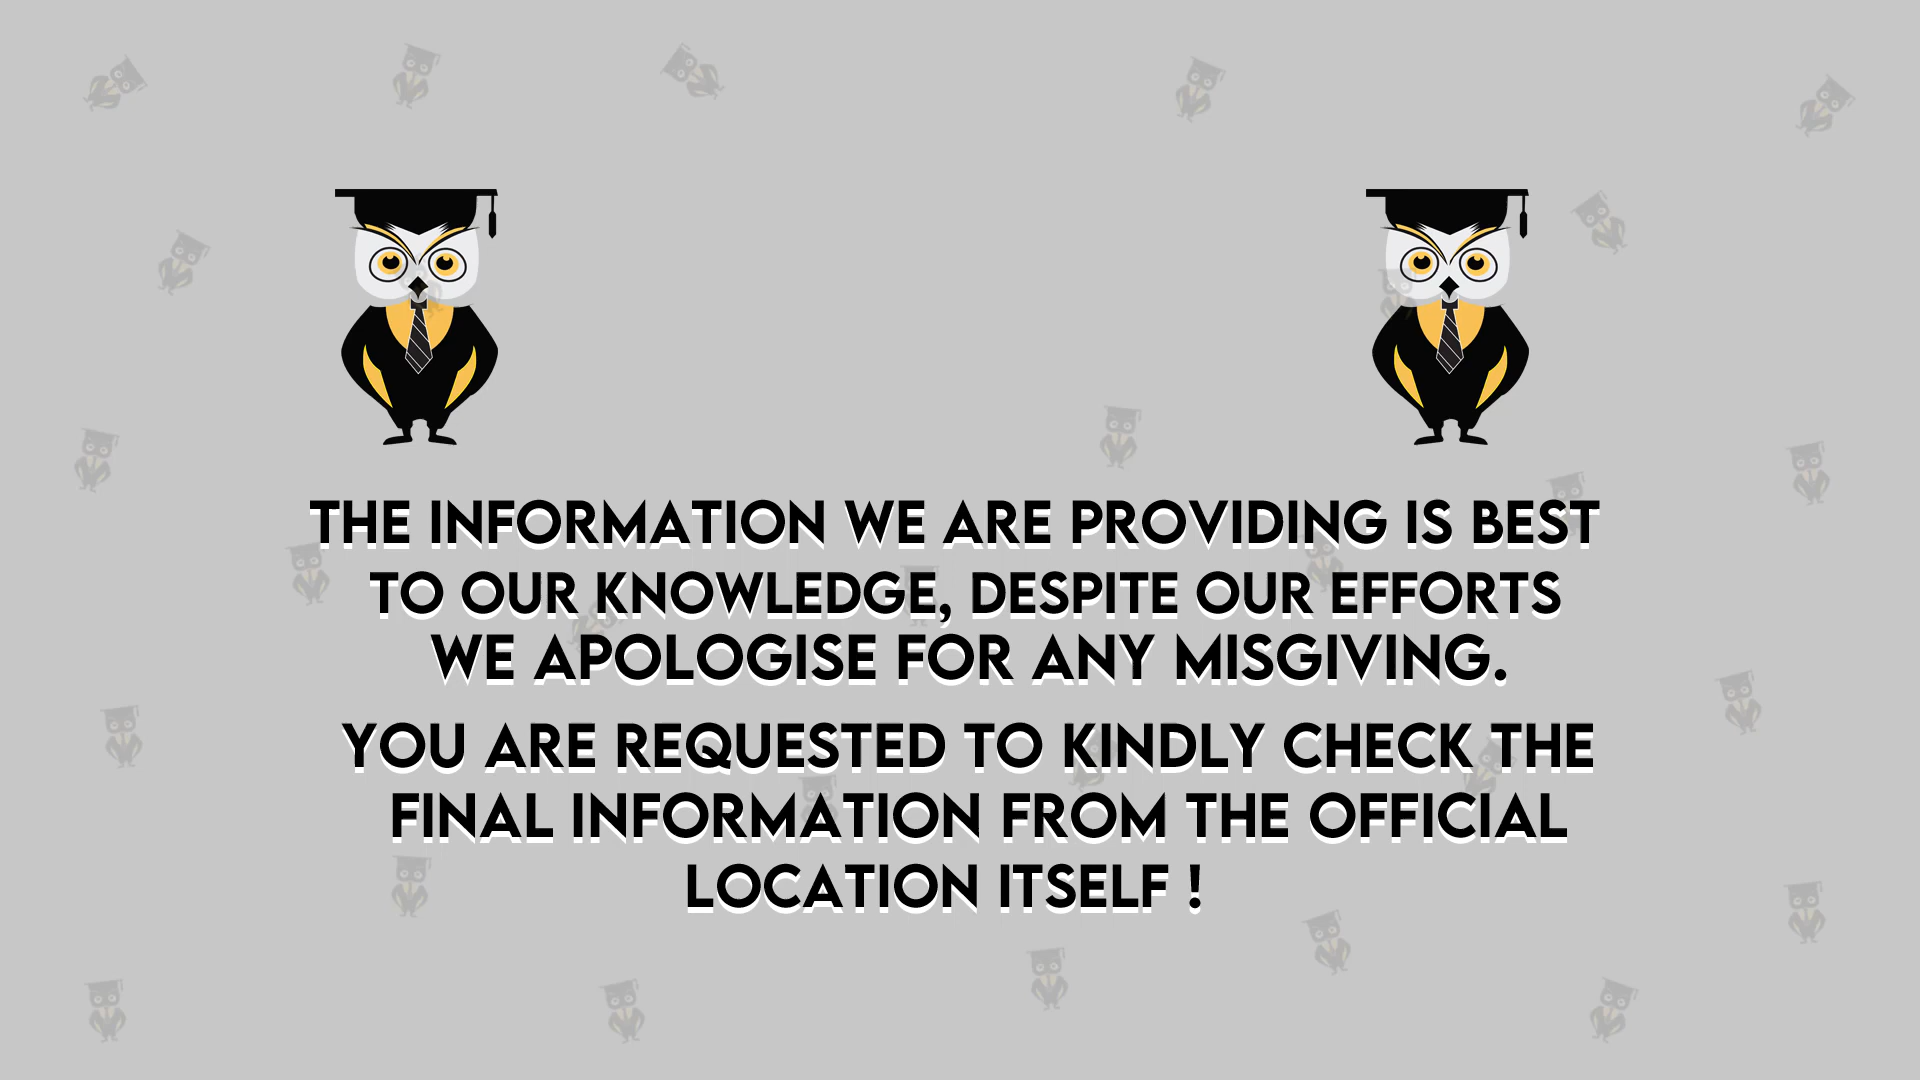 THE INFORMATION WE ARE PROVIDING IS BEST
TO OUR KNOWLEDGE, DESPITE OUR EFFORTS
WE APOLOGISE FOR ANY MISGIVING.
YOU ARE REQUESTED TO KINDLY CHECK THE
FINAL INFORMATION FROM THE OFFICIAL
LOCATION ITSELF !